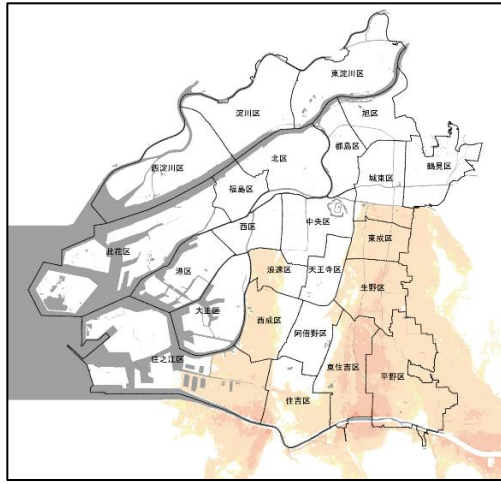 東淀川区
淀川区
旭区
都島区
西淀川区
北区
鶴見区
城東区
福島区
西区
中央区
東成区
此花区
港区
浪速区
天王寺区
生野区
大正区
西成区
阿倍野区
住之江区
東住吉区
平野区
住吉区